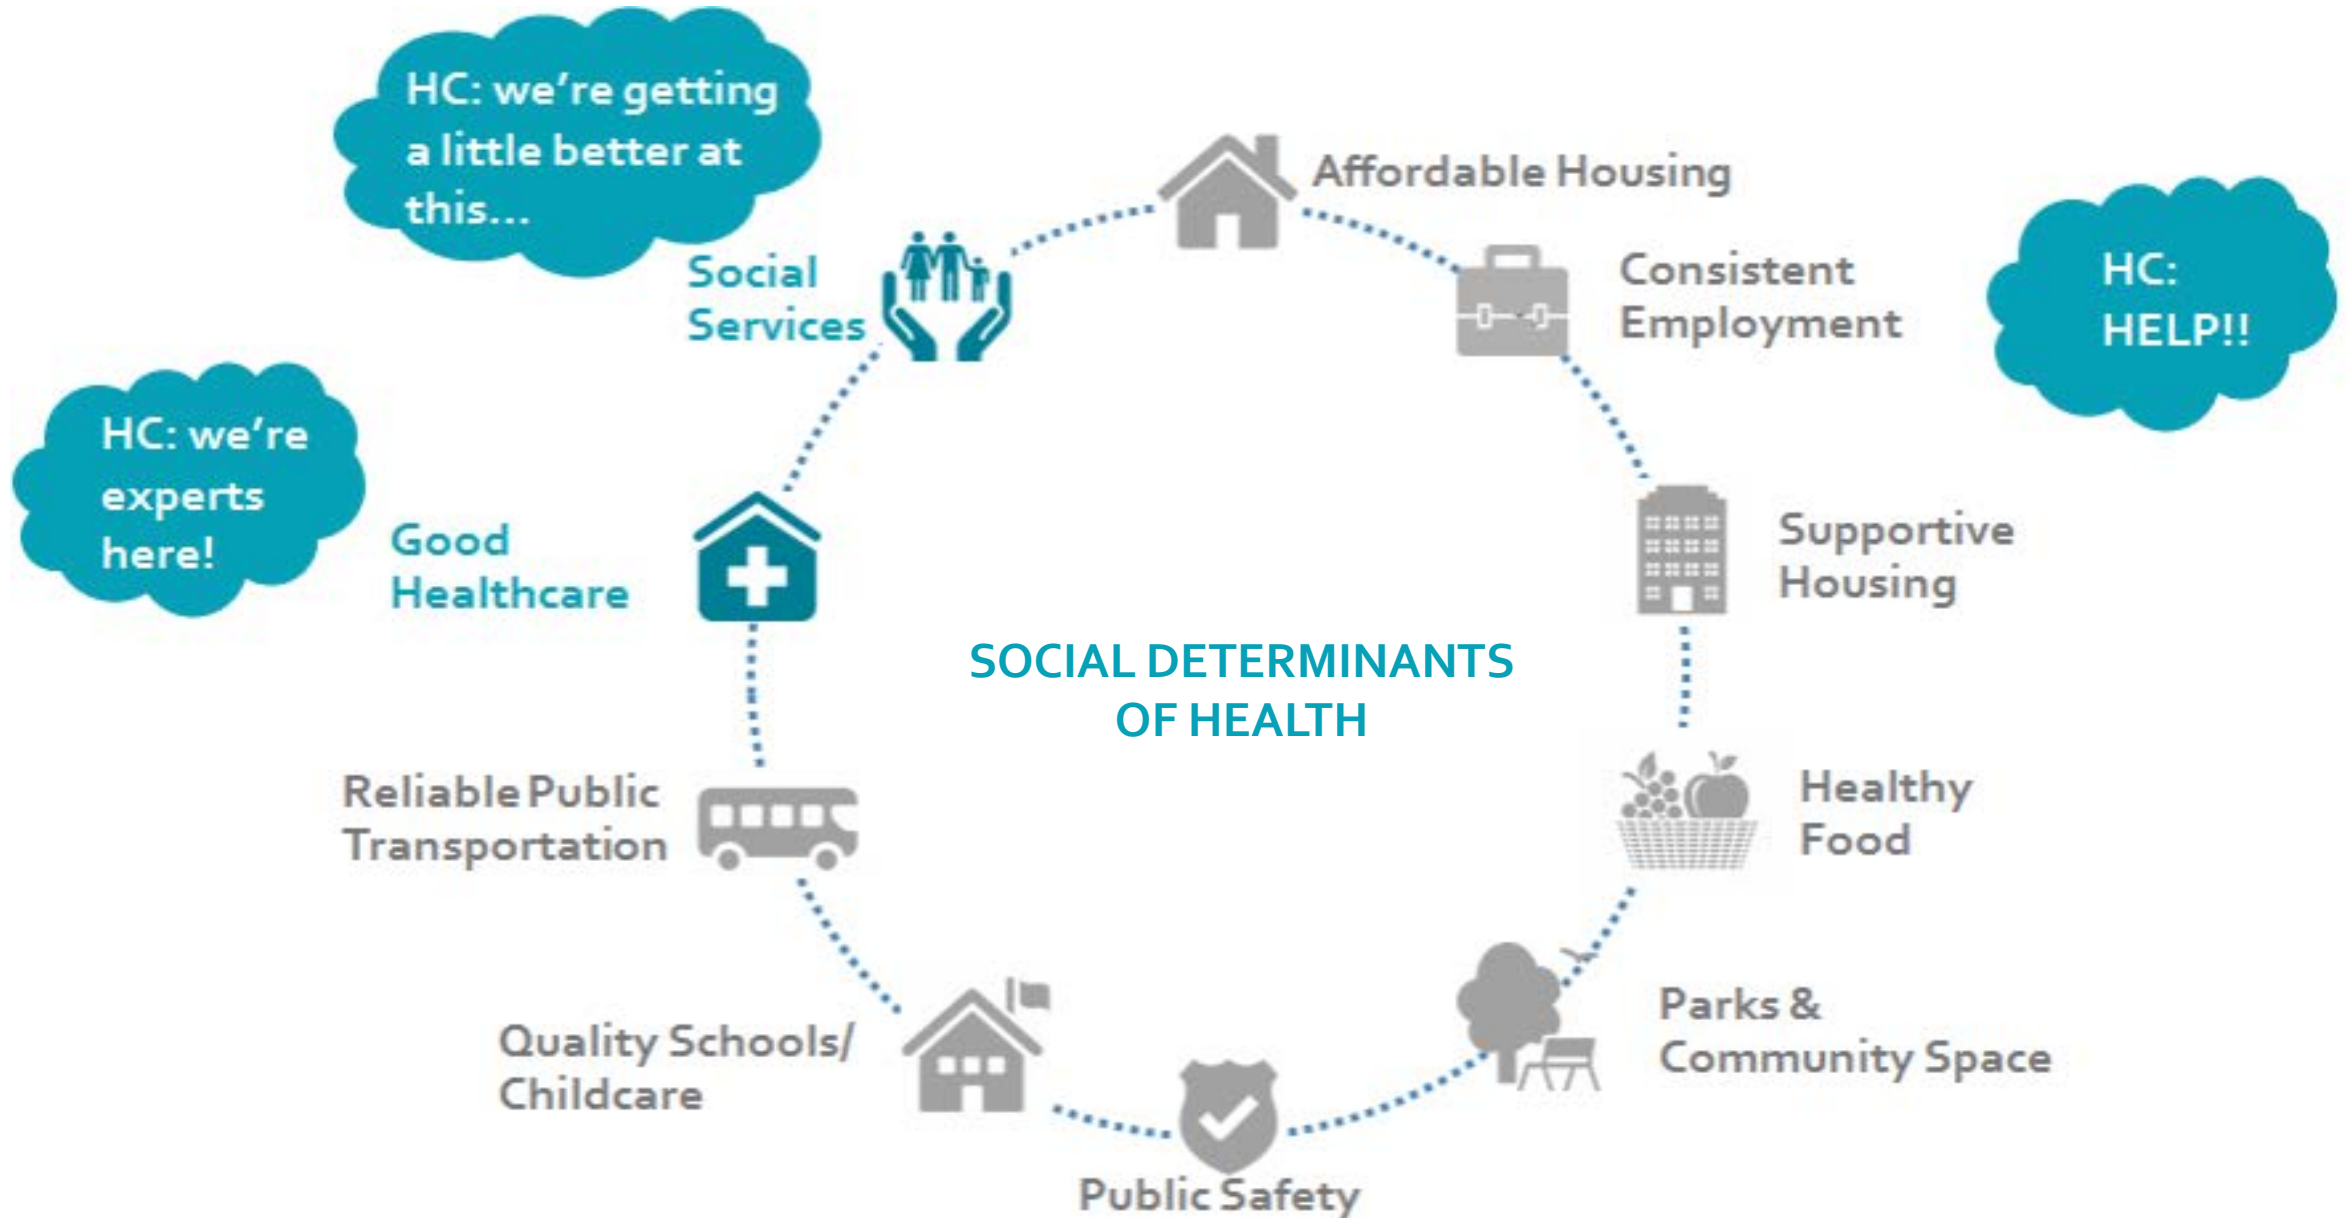 HC: we're getting
a little better at
this...
Affordable Housing
Social
Services
Consistent
Employment
HC:
HELP!!
HC: we're
experts
here!
Good
Healthcare
Supportive
Housing
SOCIAL DETERMINANTS
OF HEALTH
Reliable Public
Transportation
Healthy
Food
Quality Schools/
Childcare
Parks &
Community Space
Public Safety